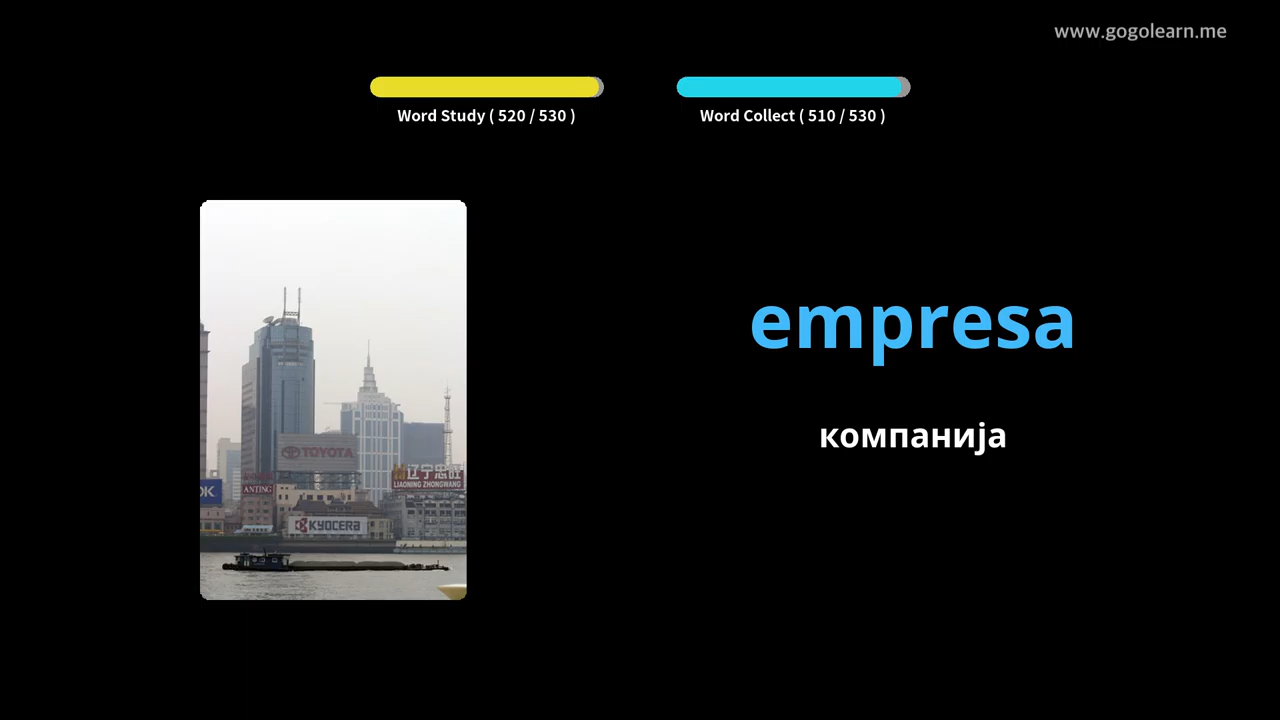 www.gogolearn.me
Word Study ( 520 / 530 )
Word Collect ( 510 / 530 )
empresa
компанија
TOYOTA
辽宁忠旺
LIAONING ZHONGWANG
OK
ANTING
KYOCERA